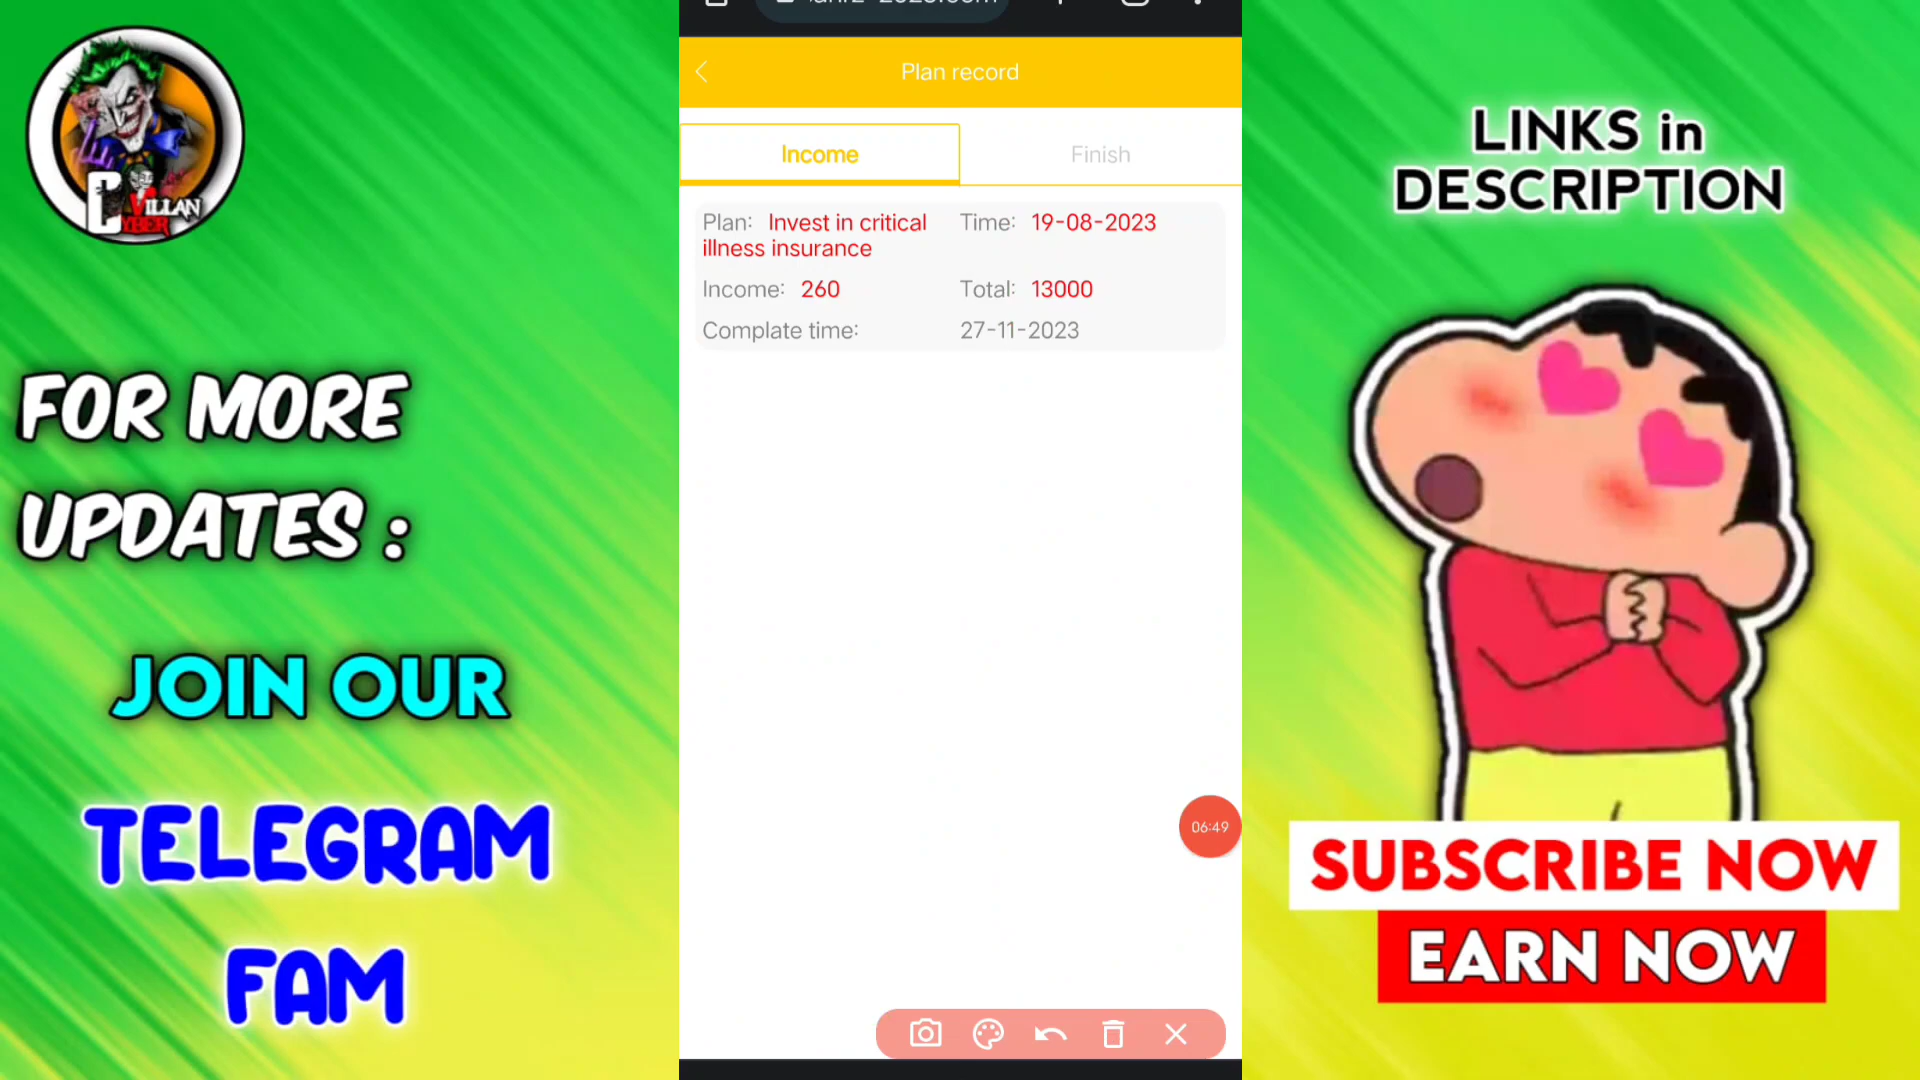 C
VILLAN
YBER
FOR MORE
UPDATES :
JOIN OUR
TELEGRAM
FAM
Plan record
Income
Finish
Plan: Invest in critical
illness insurance
Time: 19-08-2023
Income: 260
Total: 13000
Complate time:
27-11-2023
06:49
LINKS in
DESCRIPTION
SUBSCRIBE NOW
EARN NOW